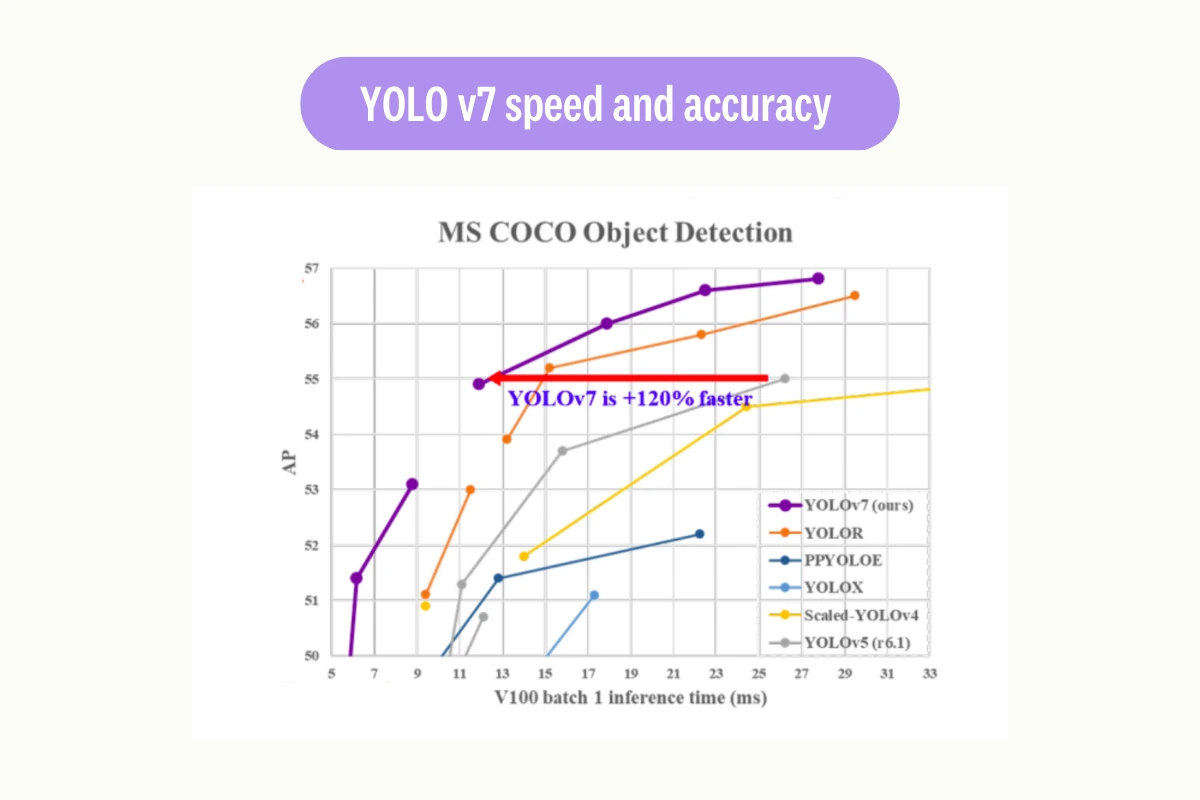 YOLO v7 speed and accuracy
MS COCO Object Detection
57
56
55
54
53
52
51
50
AP
YOLOv7 is +120% faster
YOLOv7 (ours)
YOLOR
PPYOLOE
YOLOX
Scaled-YOLOv4
YOLOv5 (r6.1)
5 7 9 11 13 15 17 19 21 23 25 27 29 31 33
V100 batch 1 inference time (ms)